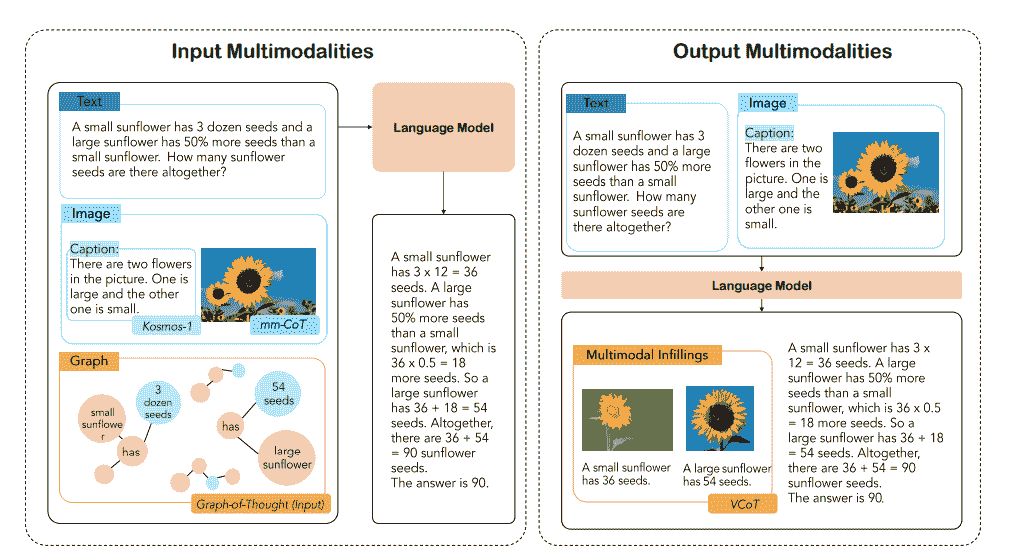 Input Multimodalities
Text
A small sunflower has 3 dozen seeds and a
large sunflower has 50% more seeds than a
small sunflower. How many sunflower
seeds are there altogether?
Image
Caption:
There are two flowers
in the picture. One is
large and the other
one is small.
Kosmos-1
mm-CoT
Graph
small
sunflowe
r
has
3
dozen
seeds
has
54
seeds
large
sunflower
Graph-of-Thought (Input)
Language Model
A small sunflower
has 3 x 12 = 36
seeds. A large
sunflower has
50% more seeds
than a small
sunflower, which is
36 x 0.5 = 18
more seeds. So a
large sunflower
has 36 + 18 = 54
seeds. Altogether,
there are 36 + 54
= 90 sunflower
seeds.
The answer is 90.
Output Multimodalities
Text
A small sunflower has 3
dozen seeds and a large
sunflower has 50% more
seeds than a small
sunflower. How many
sunflower seeds are
there altogether?
Image
Caption:
There are two
flowers in the
picture. One is
large and the
other one is
small.
Language Model
Multimodal Infillings
A small sunflower
has 36 seeds.
A large sunflower
has 54 seeds.
VCoT
A small sunflower has 3 x
12 = 36 seeds. A large
sunflower has 50% more
seeds than a small
sunflower, which is 36 x 0.5
= 18 more seeds. So a
large sunflower has 36 + 18
= 54 seeds. Altogether,
there are 36 + 54 = 90
sunflower seeds.
The answer is 90.